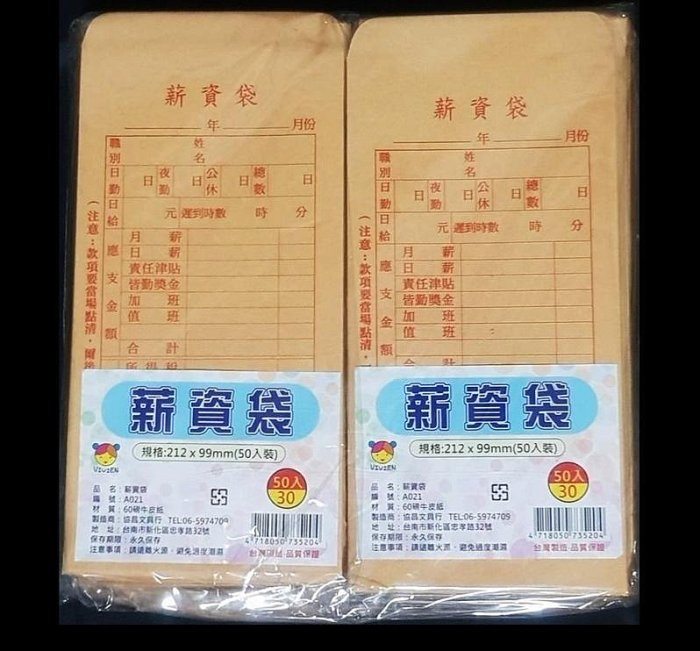 薪資袋
年 月份
職別 姓名
日勤 日 夜勤 日 公休 日 總數 日
日給 元 遲到時數 時 分
應支金額
月薪
日薪
責任津貼
皆勤獎金
加班
值班
合計
(注意:款項要當場點清,
薪資袋
規格:212 x 99mm(50入裝)
ViViEN
50入
30
品 名:薪資袋
編 號:A021
材 質:60磅牛皮紙
製造商:協昌文具行 TEL:06-5974709
地 址:台南市新化區忠孝路32號
保存期限:永久保存
注意事項:請遠離火源、避免過度潮濕
4 718050 735204
台灣製造·品質保證
薪資袋
年 月份
職別 姓名
日勤 日 夜勤 日 公休 日 總數 日
日給 元 遲到時數 時 分
應支金額
月薪
日薪
責任津貼
皆勤獎金
加班
值班
合計
(注意:款項要當場點清,
薪資袋
規格:212 x 99mm(50入裝)
ViViEN
50入
30
品 名:薪資袋
編 號:A021
材 質:60磅牛皮紙
製造商:協昌文具行 TEL:06-5974709
地 址:台南市新化區忠孝路32號
保存期限:永久保存
注意事項:請遠離火源、避免過度潮濕
4 718050 735204
台灣製造·品質保證